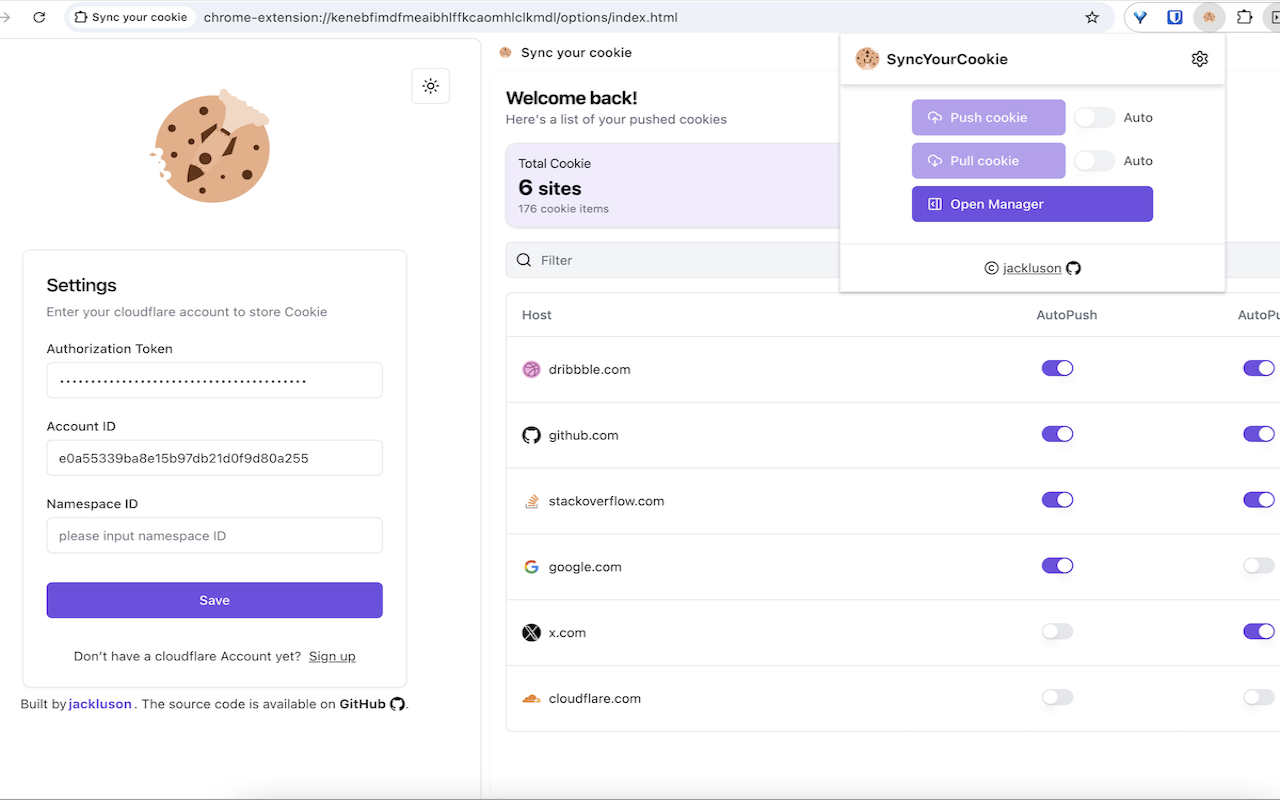 Sync your cookie
chrome-extension://kenebfimdfmeaibhlffkcaomhlclkmdl/options/index.html
Settings
Enter your cloudflare account to store Cookie
Authorization Token
••••••••••••••••••••••••••••••••••••••••
Account ID
e0a55339ba8e15b97db21d0f9d80a255
Namespace ID
please input namespace ID
Save
Don't have a cloudflare Account yet? Sign up
Built by jackluson. The source code is available on GitHub.
Sync your cookie
Welcome back!
Here's a list of your pushed cookies
Total Cookie
6 sites
176 cookie items
Filter
Host AutoPush AutoPu
dribbble.com
github.com
stackoverflow.com
google.com
x.com
cloudflare.com
SyncYourCookie
Push cookie Auto
Pull cookie Auto
Open Manager
© jackluson